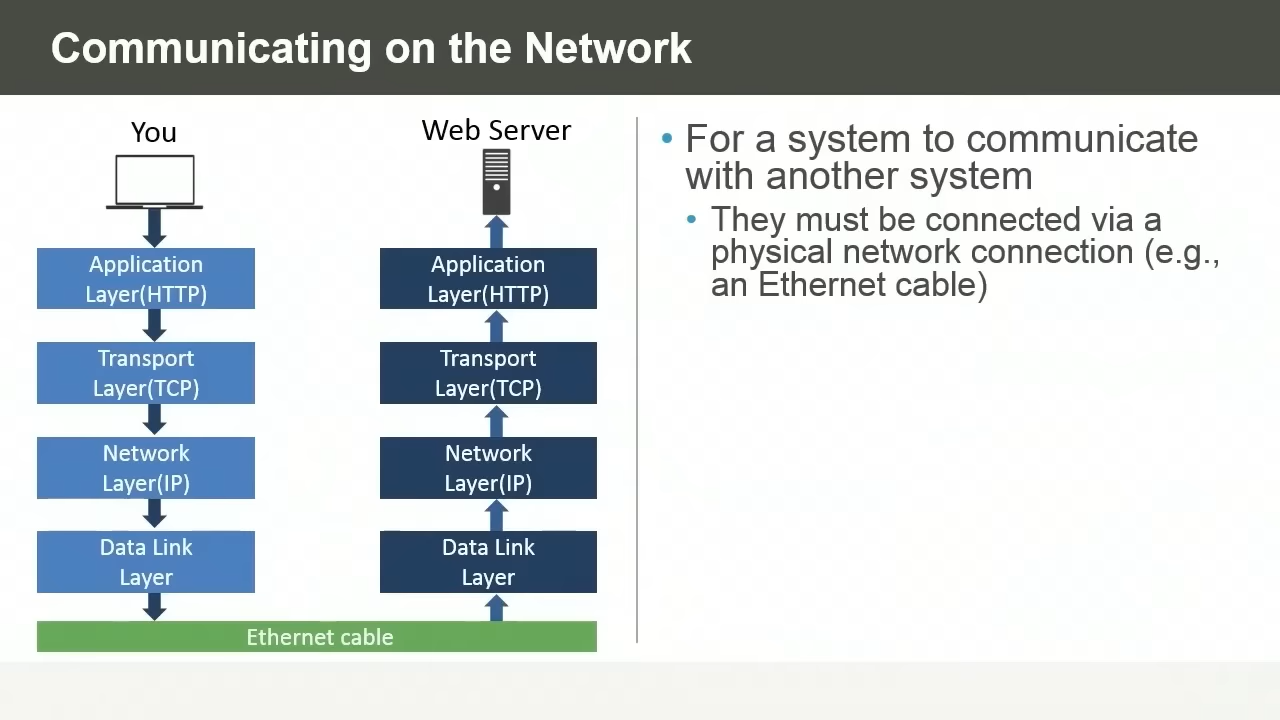 Communicating on the Network
You
Application
Layer(HTTP)
Transport
Layer(TCP)
Network
Layer(IP)
Data Link
Layer
Web Server
Application
Layer(HTTP)
Transport
Layer(TCP)
Network
Layer(IP)
Data Link
Layer
Ethernet cable
• For a system to communicate
with another system
• They must be connected via a
physical network connection (e.g.,
an Ethernet cable)